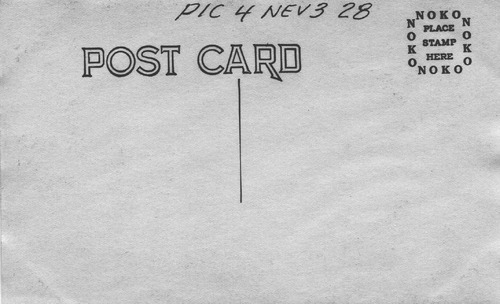 PIC 4 NEV3 28
POST CARD
NOKO
NOKO
PLACE
STAMP
HERE
NOKO
NOKO